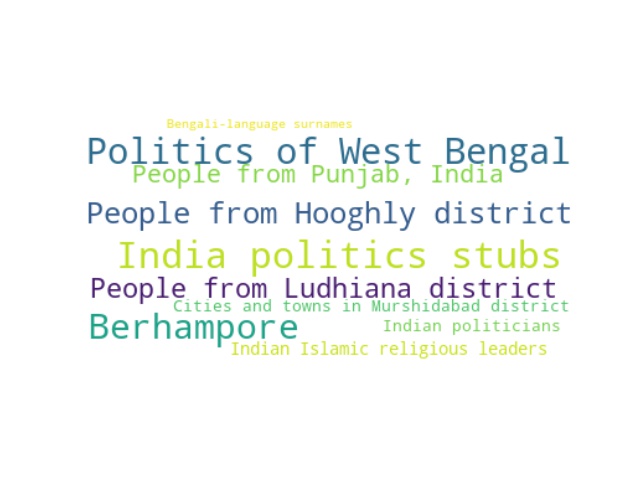 Bengali-language surnames
Politics of West Bengal
People from Punjab, India
People from Hooghly district
India politics stubs
People from Ludhiana district
Cities and towns in Murshidabad district
Berhampore
Indian politicians
Indian Islamic religious leaders